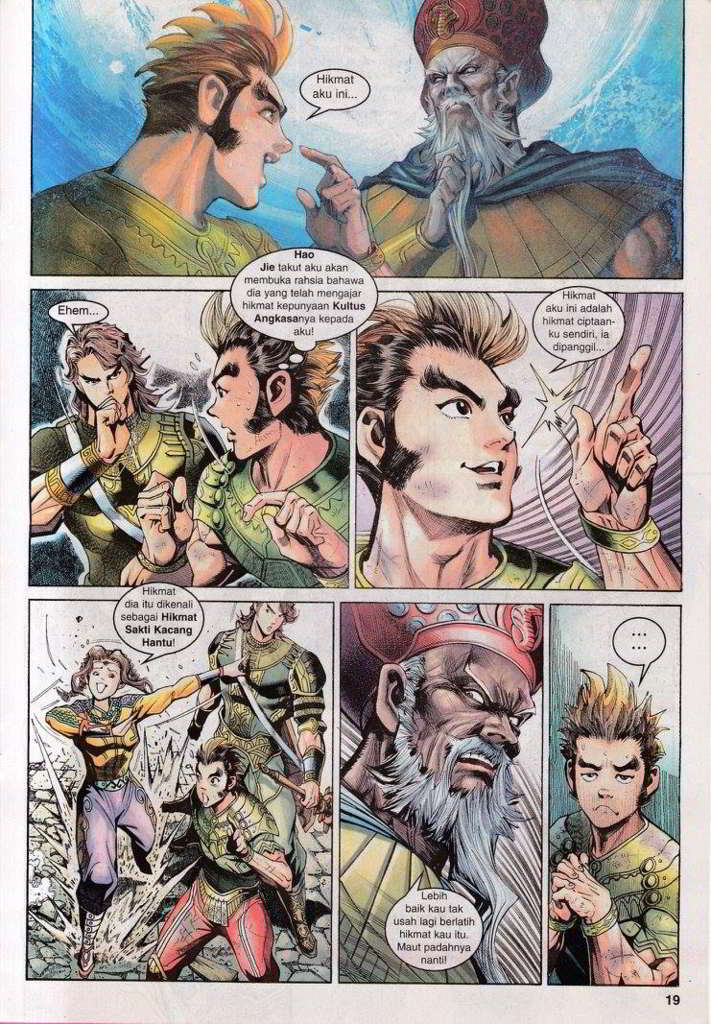 Hikmat
aku ini...
Hao
Jie takut aku akan
membuka rahsia bahawa
dia yang telah mengajar
hikmat kepunyaan Kultus
Angkasanya kepada
aku!
Ehem...
Hikmat
aku ini adalah
hikmat ciptaan-
ku sendiri, ia
dipanggil...
Hikmat
dia itu dikenali
sebagai Hikmat
Sakti Kacang
Hantu!
Lebih
baik kau tak
usah lagi berlatih
hikmat kau itu.
Maut padahnya
nanti!
...
...
19